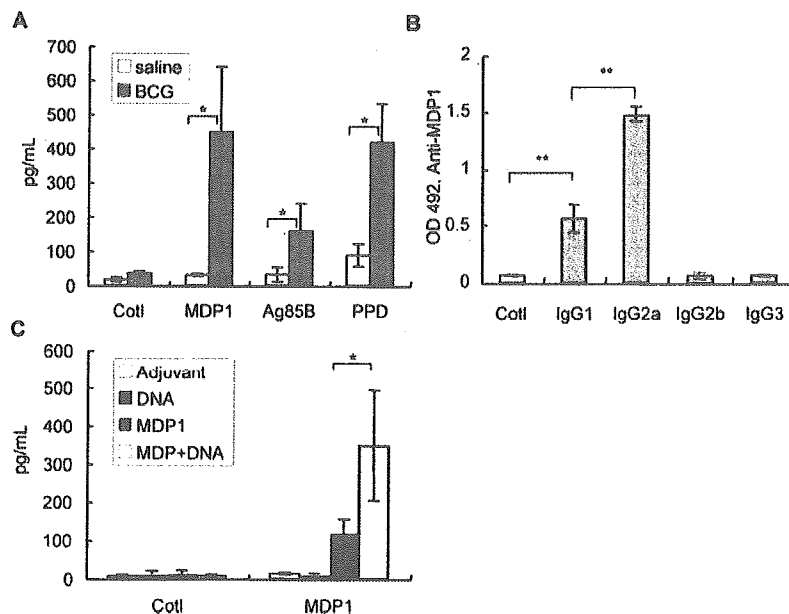 A
700
600
500
400
300
200
100
0
pg/mL
saline
BCG
*
*
*
Cotl MDP1 Ag85B PPD
B
2
1.5
1
0.5
0
OD 492, Anti-MDP1
**
**
Cotl IgG1 IgG2a IgG2b IgG3
C
600
500
400
300
200
100
0
pg/mL
Adjuvant
DNA
MDP1
MDP+DNA
*
Cotl MDP1